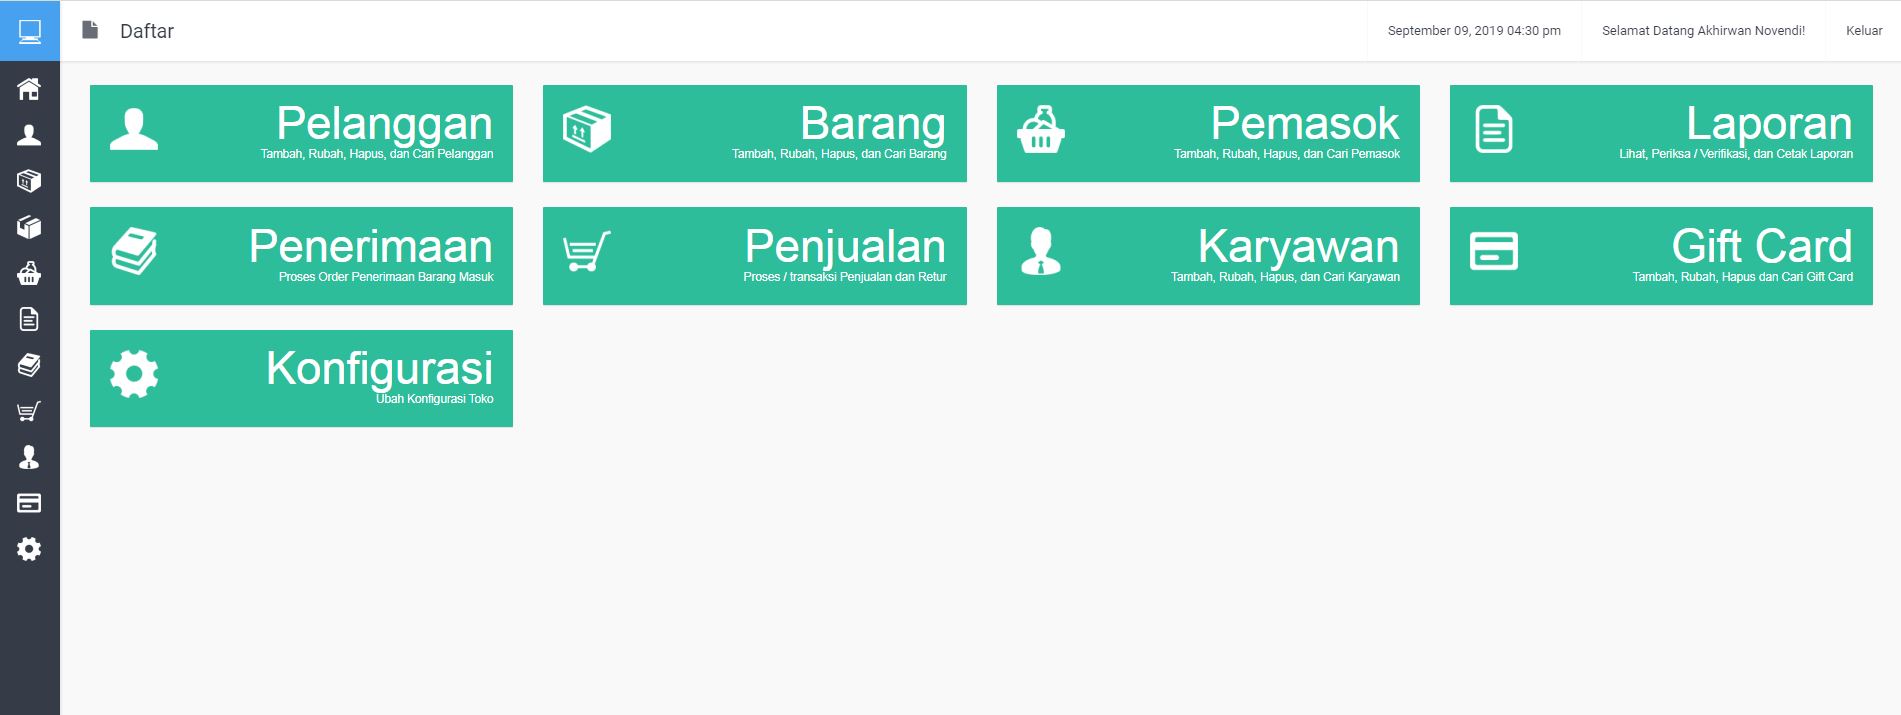 Daftar
September 09, 2019 04:30 pm
Selamat Datang Akhirwan Novendi!
Keluar
Pelanggan
Tambah, Rubah, Hapus, dan Cari Pelanggan
Barang
Tambah, Rubah, Hapus, dan Cari Barang
Pemasok
Tambah, Rubah, Hapus, dan Cari Pemasok
Laporan
Lihat, Periksa / Verifikasi, dan Cetak Laporan
Penerimaan
Proses Order Penerimaan Barang Masuk
Penjualan
Proses / transaksi Penjualan dan Retur
Karyawan
Tambah, Rubah, Hapus, dan Cari Karyawan
Gift Card
Tambah, Rubah, Hapus dan Cari Gift Card
Konfigurasi
Ubah Konfigurasi Toko